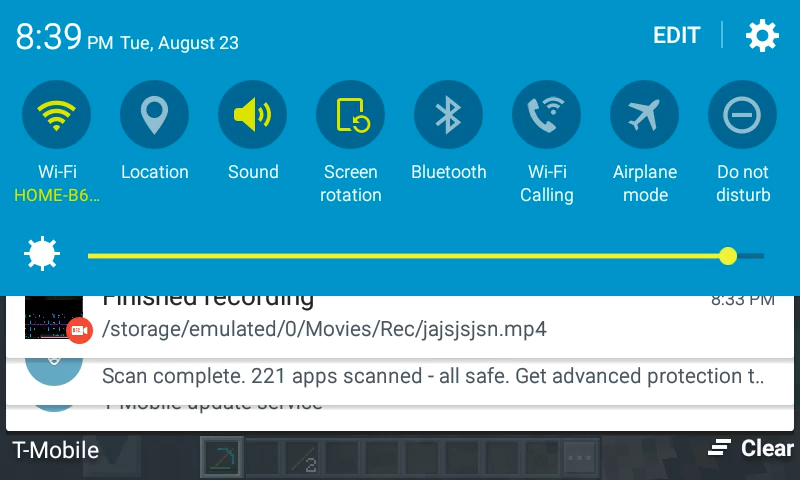 8:39 PM Tue, August 23
EDIT
Wi-Fi
HOME-B6...
Location
Sound
Screen
rotation
Bluetooth
Wi-Fi
Calling
Airplane
mode
Do not
disturb
Finished recording
8:33 PM
/storage/emulated/0/Movies/Rec/jajsjsjsn.mp4
Scan complete. 221 apps scanned - all safe. Get advanced protection t..
T-Mobile update service
T-Mobile
2
Clear